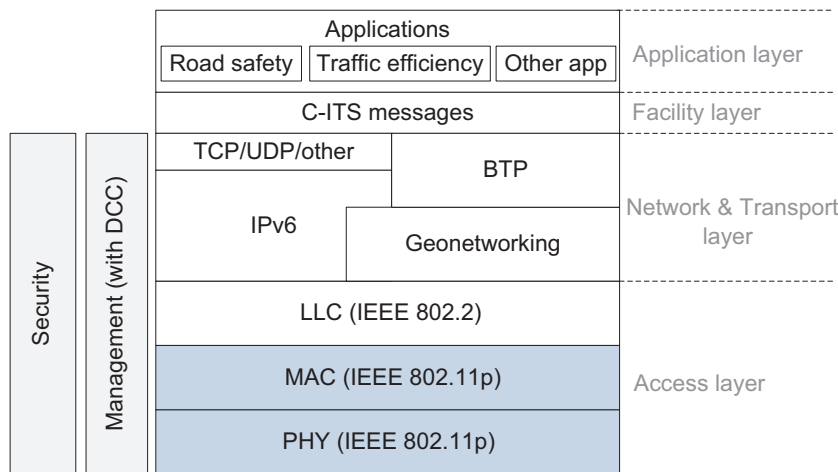 Applications
Road safety
Traffic efficiency
Other app
Application layer
C-ITS messages
Facility layer
TCP/UDP/other
BTP
IPv6
Geonetworking
Network & Transport
layer
LLC (IEEE 802.2)
MAC (IEEE 802.11p)
PHY (IEEE 802.11p)
Access layer
Security
Management (with DCC)